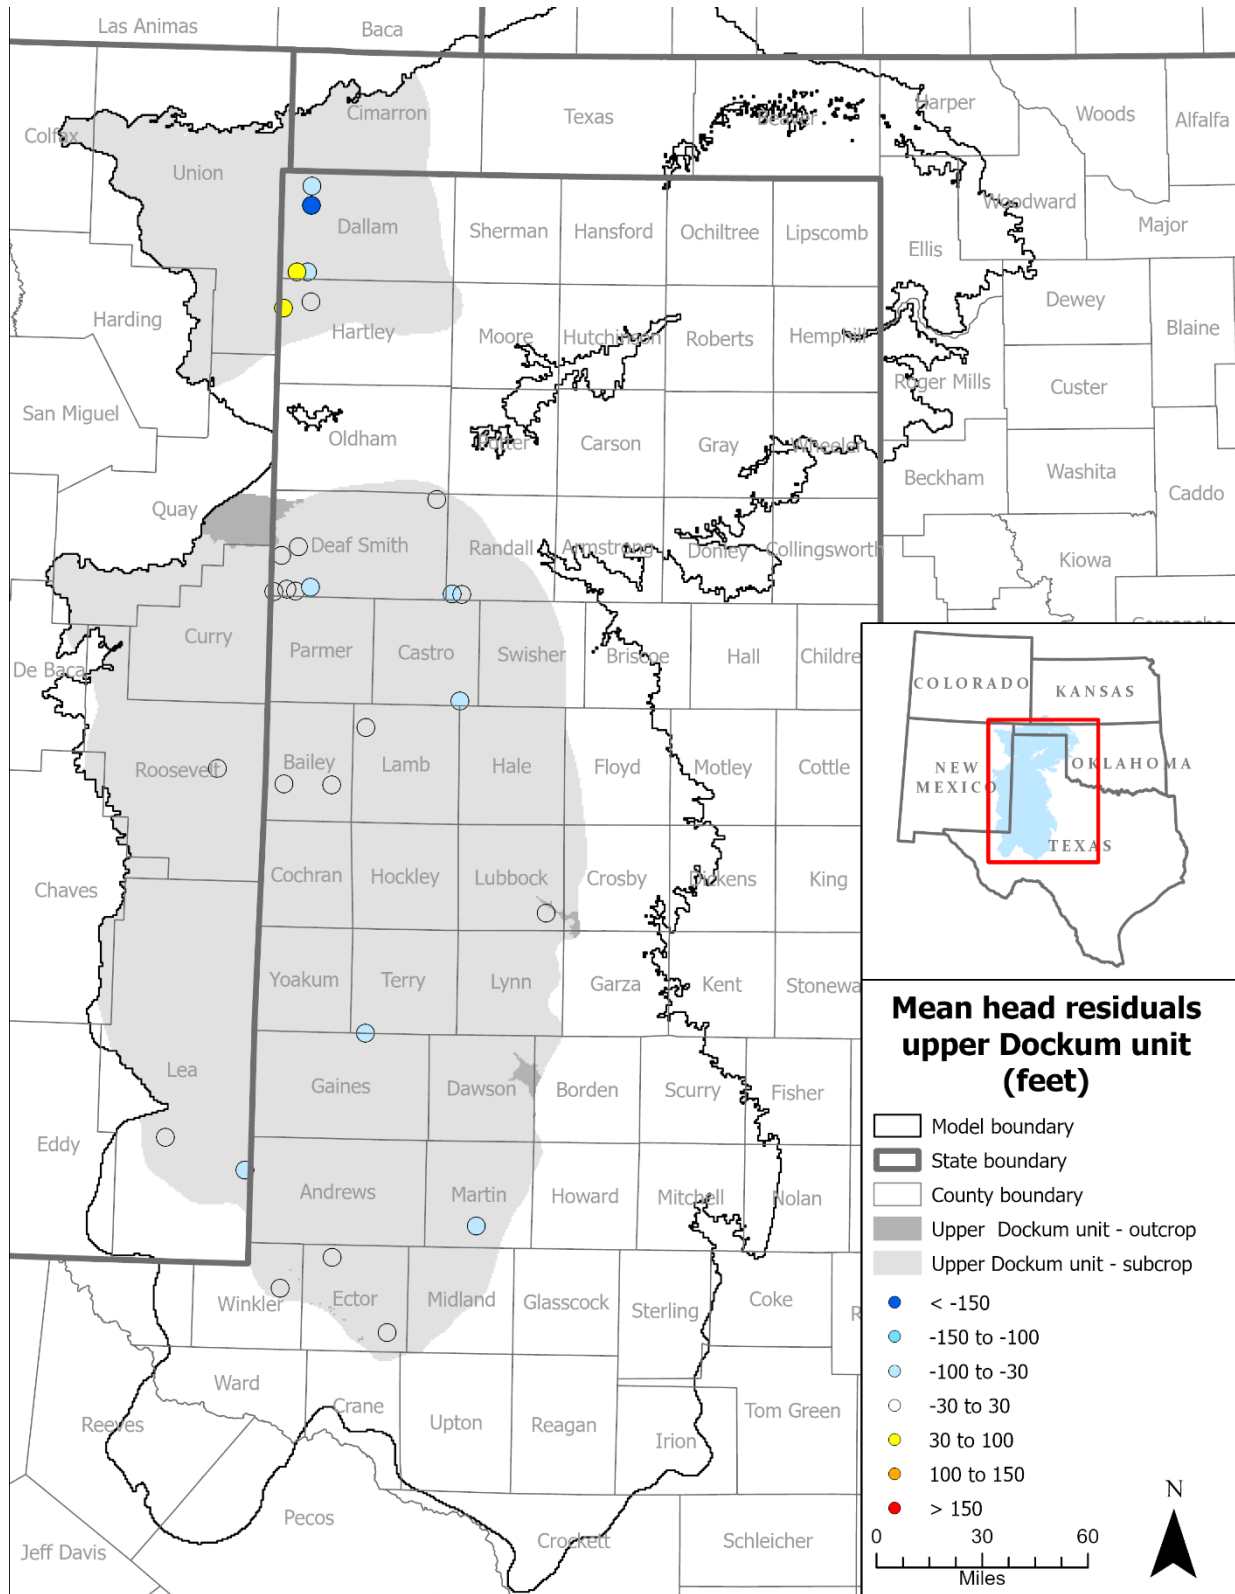 Las Animas
Baca
Colfax
Cimarron
Texas
Beaver
Harper
Woods
Alfalfa
Union
Dallam
Sherman
Hansford
Ochiltree
Lipscomb
Ellis
Woodward
Major
Harding
Hartley
Moore
Hutchinson
Roberts
Hemphill
Dewey
Blaine
San Miguel
Oldham
Potter
Carson
Gray
Wheeler
Roger Mills
Custer
Quay
Beckham
Washita
Caddo
Deaf Smith
Randall
Armstrong
Donley
Collingsworth
Kiowa
Comanche
De Baca
Curry
Parmer
Castro
Swisher
Briscoe
Hall
Childre
Roosevelt
Bailey
Lamb
Hale
Floyd
Motley
Cottle
Chaves
Cochran
Hockley
Lubbock
Crosby
Dickens
King
Yoakum
Terry
Lynn
Garza
Kent
Stonewa
Lea
Gaines
Dawson
Borden
Scurry
Fisher
Eddy
Andrews
Martin
Howard
Mitchell
Nolan
Winkler
Ector
Midland
Glasscock
Sterling
Coke
R
Ward
Crane
Upton
Reagan
Irion
Tom Green
Reeves
Pecos
Crockett
Schleicher
Jeff Davis
COLORADO
KANSAS
NEW
MEXICO
OKLAHOMA
TEXAS
Mean head residuals
upper Dockum unit
(feet)
Model boundary
State boundary
County boundary
Upper Dockum unit - outcrop
Upper Dockum unit - subcrop
< -150
-150 to -100
-100 to -30
-30 to 30
30 to 100
100 to 150
> 150
N
0 30 60
Miles